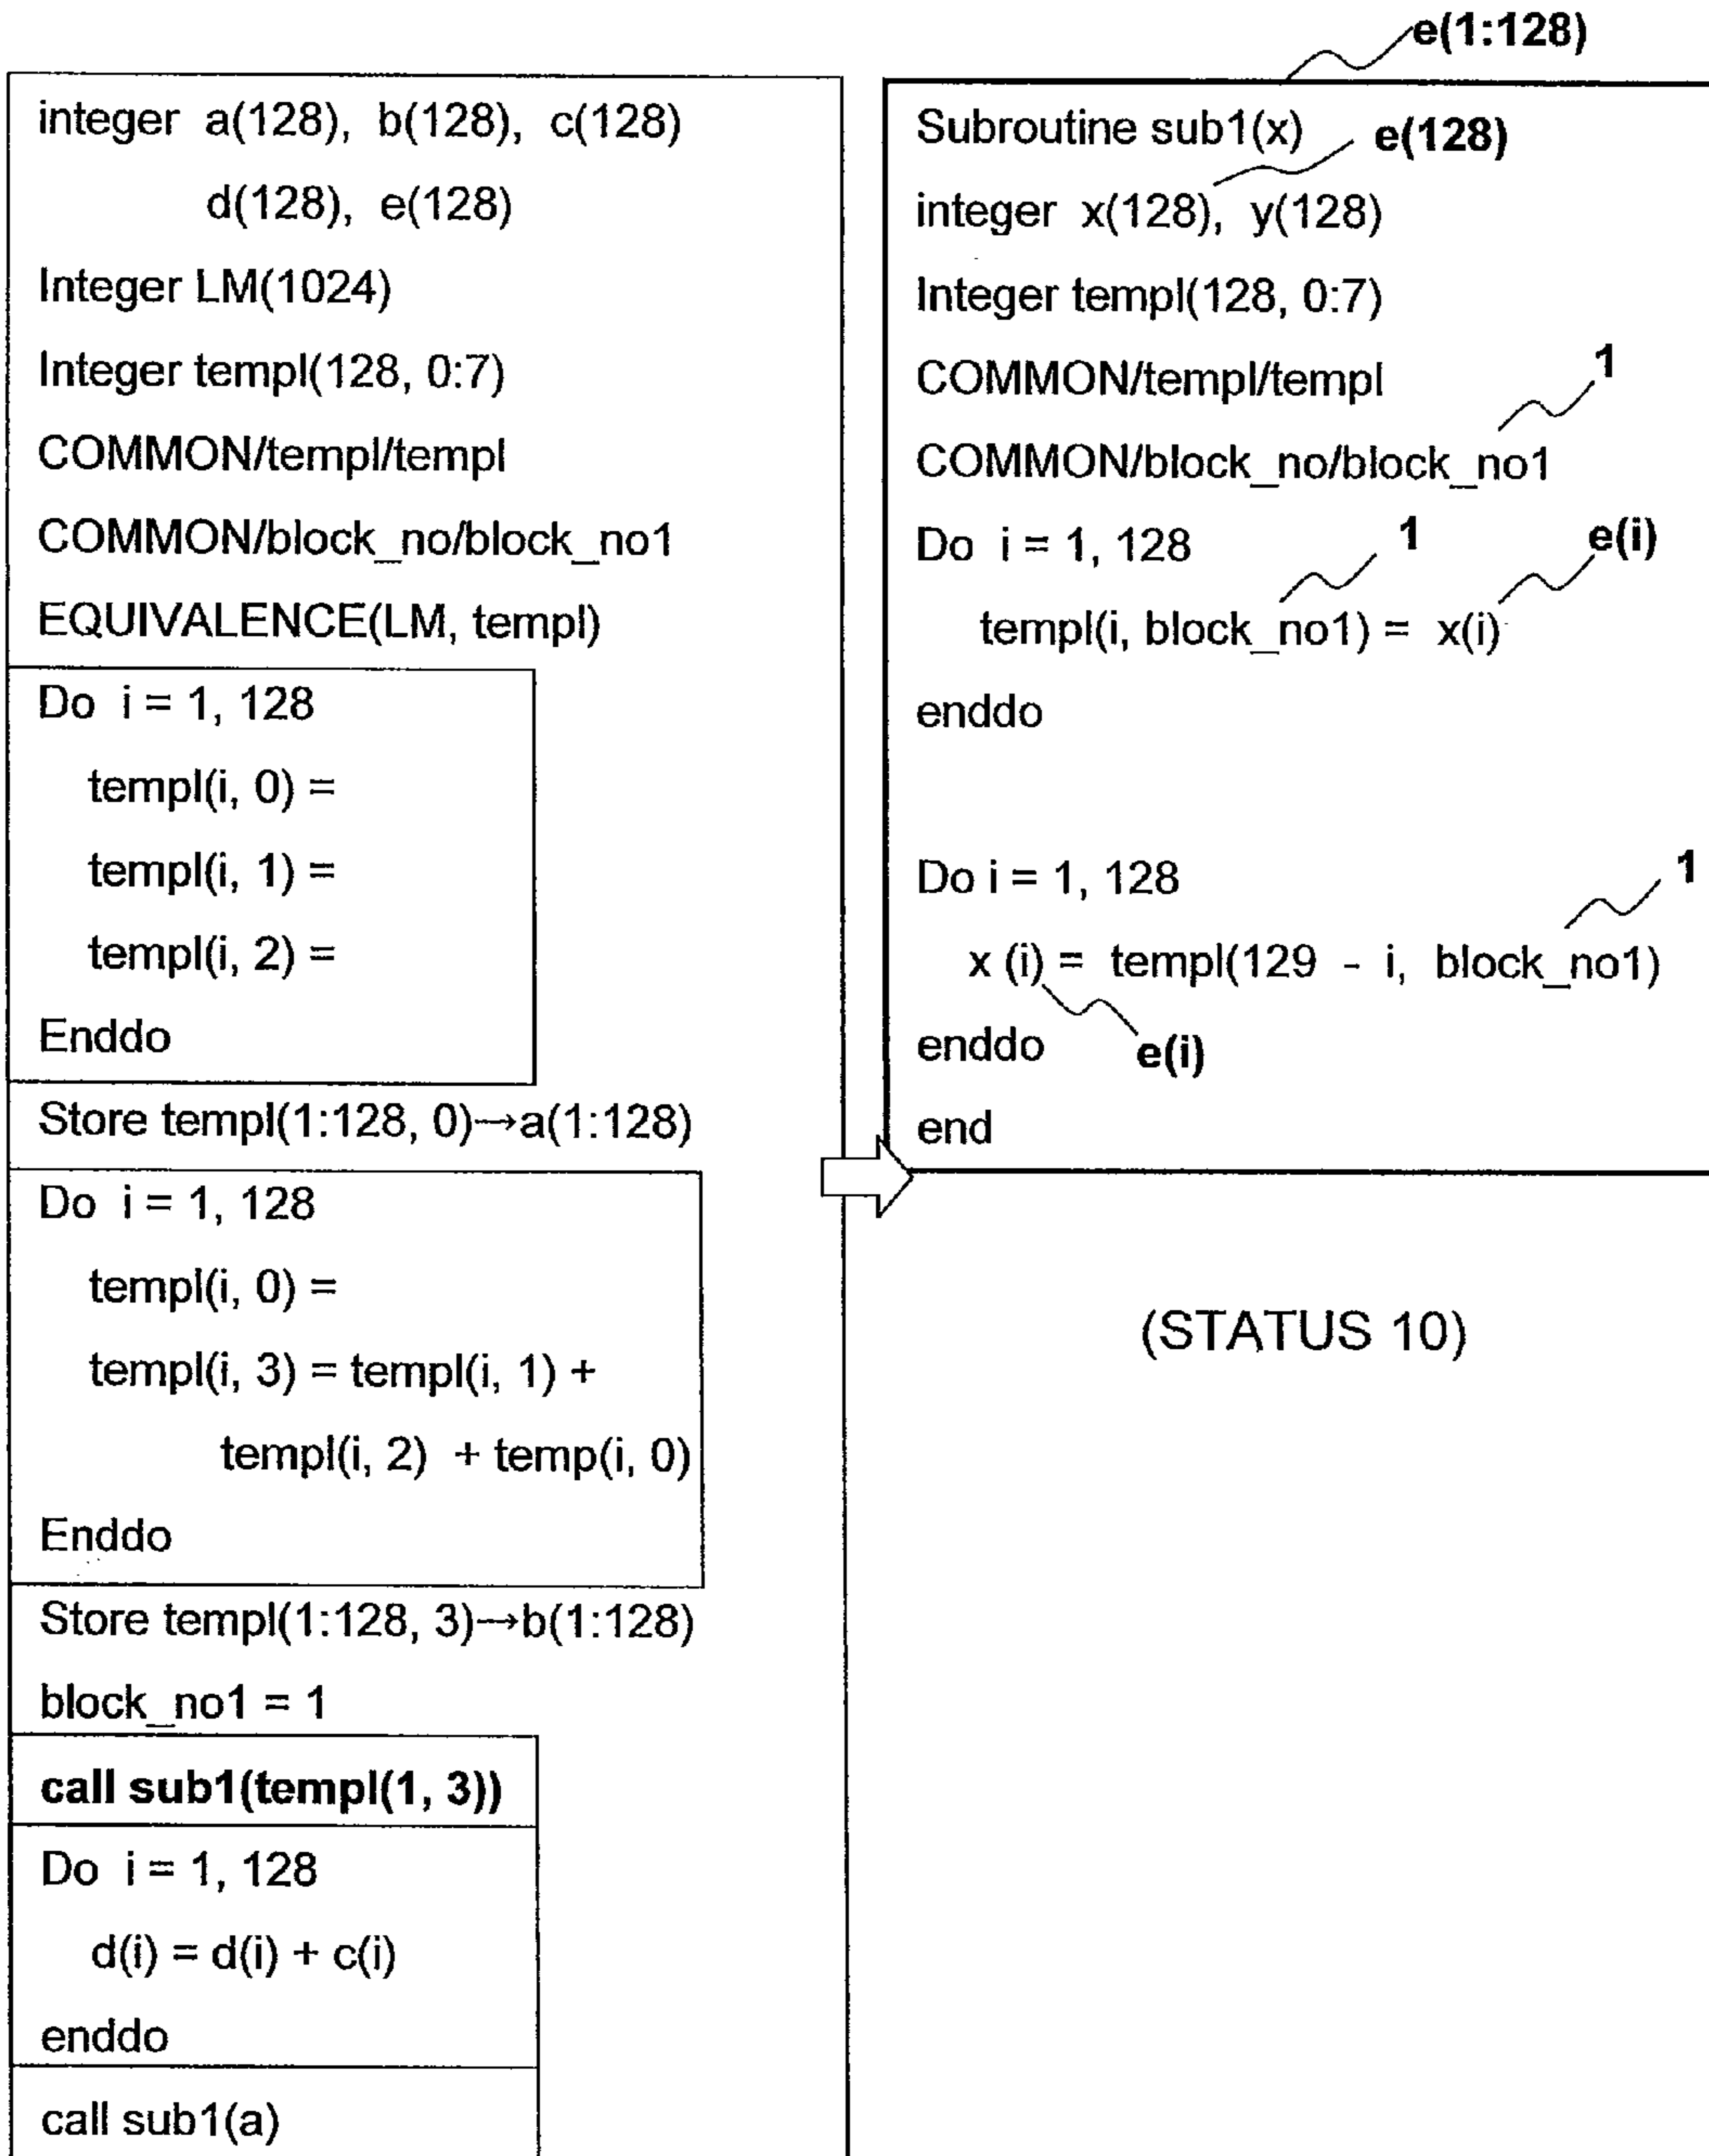 integer a(128), b(128), c(128)
d(128), e(128)
Integer LM(1024)
Integer templ(128, 0:7)
COMMON/templ/templ
COMMON/block_no/block_no1
EQUIVALENCE(LM, templ)
Do i = 1, 128
templ(i, 0) =
templ(i, 1) =
templ(i, 2) =
Enddo
Store templ(1:128, 0)→a(1:128)
Do i = 1, 128
templ(i, 0) =
templ(i, 3) = templ(i, 1) +
templ(i, 2) + temp(i, 0)
Enddo
Store templ(1:128, 3)→b(1:128)
block_no1 = 1
call sub1(templ(1, 3))
Do i = 1, 128
d(i) = d(i) + c(i)
enddo
call sub1(a)
e(1:128)
Subroutine sub1(x) e(128)
integer x(128), y(128)
Integer templ(128, 0:7)
COMMON/templ/templ 1
COMMON/block_no/block_no1
Do i = 1, 128 1 e(i)
templ(i, block_no1) = x(i)
enddo
Do i = 1, 128 1
x (i) = templ(129 - i, block_no1)
enddo e(i)
end
(STATUS 10)